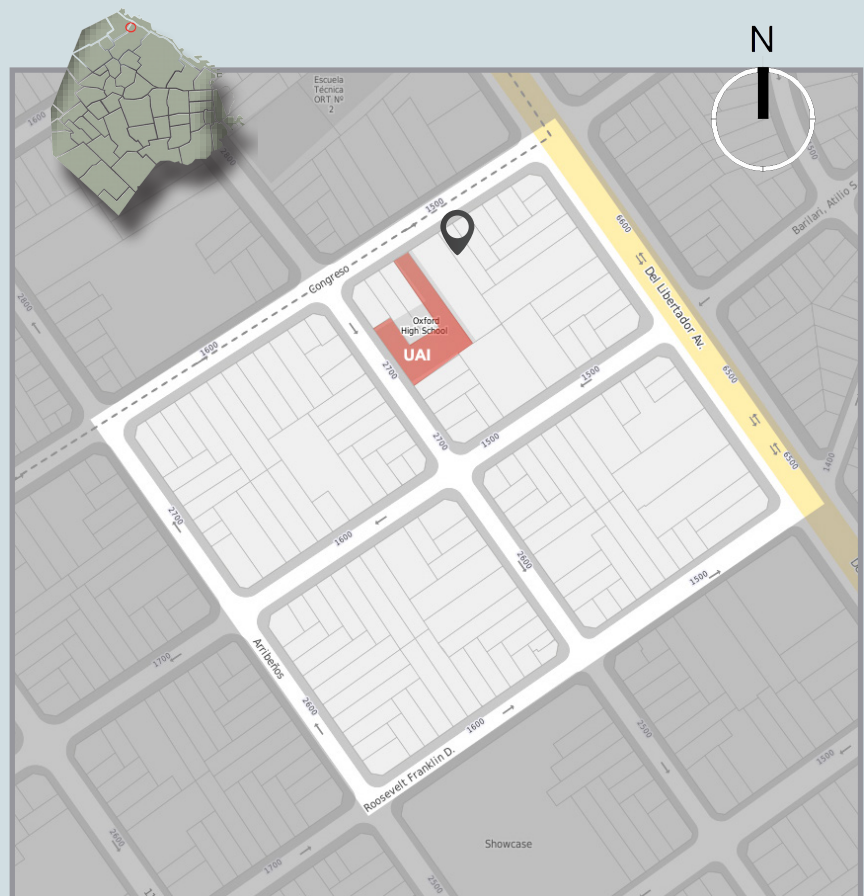 N
Escuela
Técnica
ORT Nº
2
1600
1500
Congreso
6600
Barilari, Atilio S
2800
Oxford
High School
UAI
Del Libertador Av.
1600
2700
1500
6500
2700
1500
6500
1400
2700
1600
2600
1500
Arribeños
1700
2600
1600
2500
Roosevelt Franklin D.
1500
2600
Showcase
1700
2500